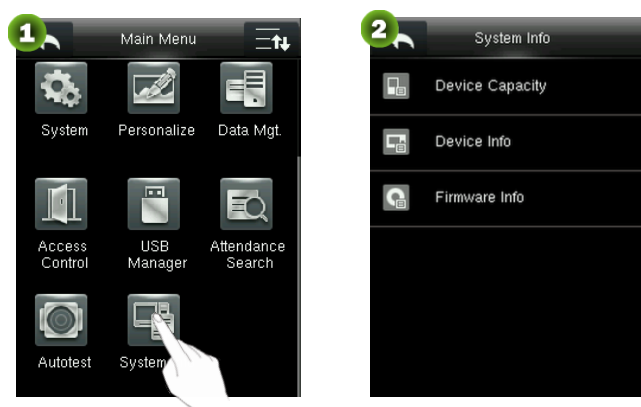 1
Main Menu
System Personalize Data Mgt.
Access Control
USB Manager
Attendance Search
Autotest System
2
System Info
Device Capacity
Device Info
Firmware Info